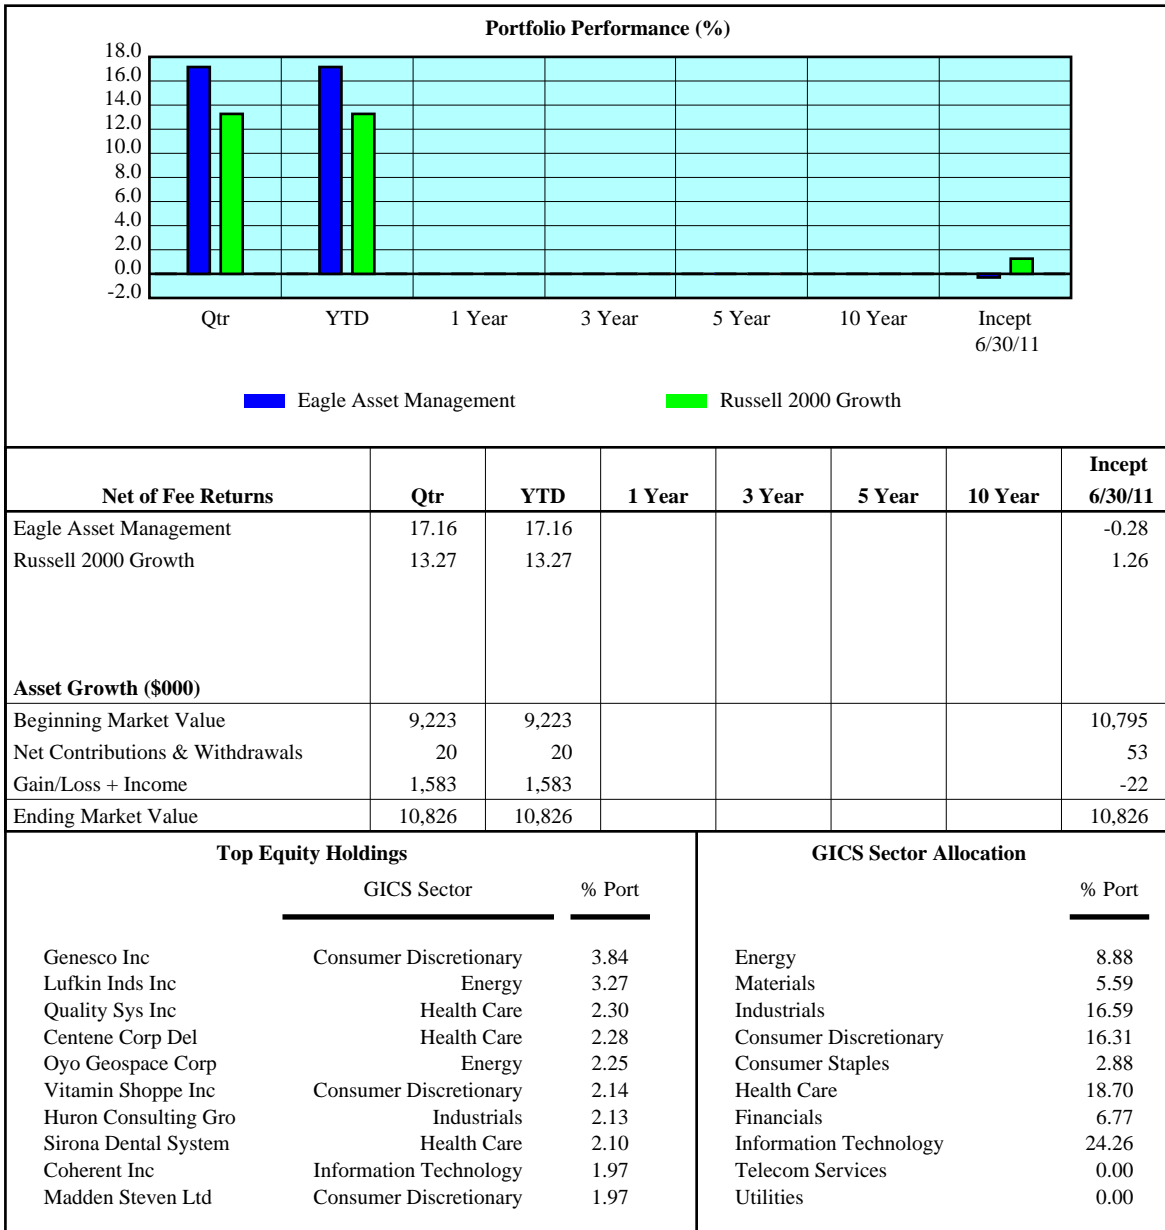 Portfolio Performance (%)
18.0
16.0
14.0
12.0
10.0
8.0
6.0
4.0
2.0
0.0
-2.0
Qtr YTD 1 Year 3 Year 5 Year 10 Year Incept
6/30/11
Eagle Asset Management Russell 2000 Growth
Incept
Net of Fee Returns Qtr YTD 1 Year 3 Year 5 Year 10 Year 6/30/11
Eagle Asset Management 17.16 17.16 -0.28
Russell 2000 Growth 13.27 13.27 1.26
Asset Growth ($000)
Beginning Market Value 9,223 9,223 10,795
Net Contributions & Withdrawals 20 20 53
Gain/Loss + Income 1,583 1,583 -22
Ending Market Value 10,826 10,826 10,826
Top Equity Holdings
GICS Sector % Port
Genesco Inc Consumer Discretionary 3.84
Lufkin Inds Inc Energy 3.27
Quality Sys Inc Health Care 2.30
Centene Corp Del Health Care 2.28
Oyo Geospace Corp Energy 2.25
Vitamin Shoppe Inc Consumer Discretionary 2.14
Huron Consulting Gro Industrials 2.13
Sirona Dental System Health Care 2.10
Coherent Inc Information Technology 1.97
Madden Steven Ltd Consumer Discretionary 1.97
GICS Sector Allocation
% Port
Energy 8.88
Materials 5.59
Industrials 16.59
Consumer Discretionary 16.31
Consumer Staples 2.88
Health Care 18.70
Financials 6.77
Information Technology 24.26
Telecom Services 0.00
Utilities 0.00